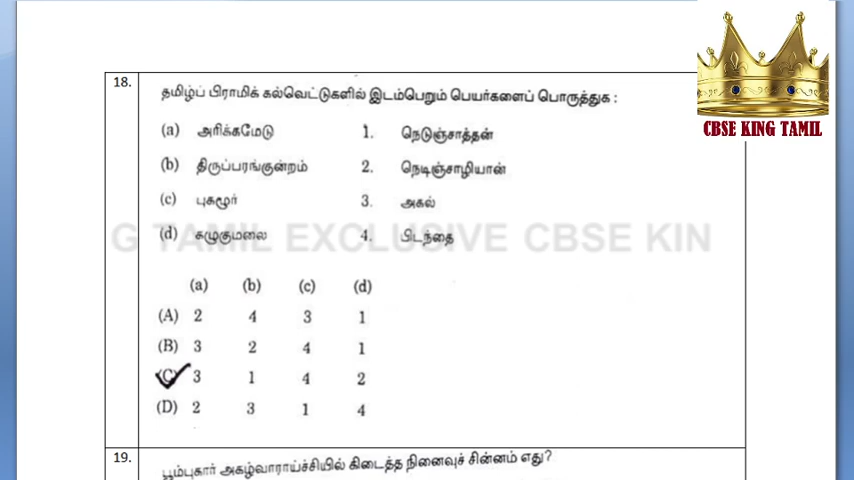 CBSE KING TAMIL
18.
தமிழ்ப் பிராமிக் கல்வெட்டுகளில் இடம்பெறும் பெயர்களைப் பொருத்துக :
(a) அரிக்கமேடு 1. நெடுஞ்சாத்தன்
(b) திருப்பரங்குன்றம் 2. நெடிஞ்சாழியான்
(c) புகழூர் 3. அகல்
(d) கழுகுமலை 4. பிடந்தை
G TAMIL EXCLUSIVE CBSE KIN
(a) (b) (c) (d)
(A) 2 4 3 1
(B) 3 2 4 1
(C) 3 1 4 2
(D) 2 3 1 4
19.
பூம்புகார் அகழ்வாராய்ச்சியில் கிடைத்த நினைவுச் சின்னம் எது?